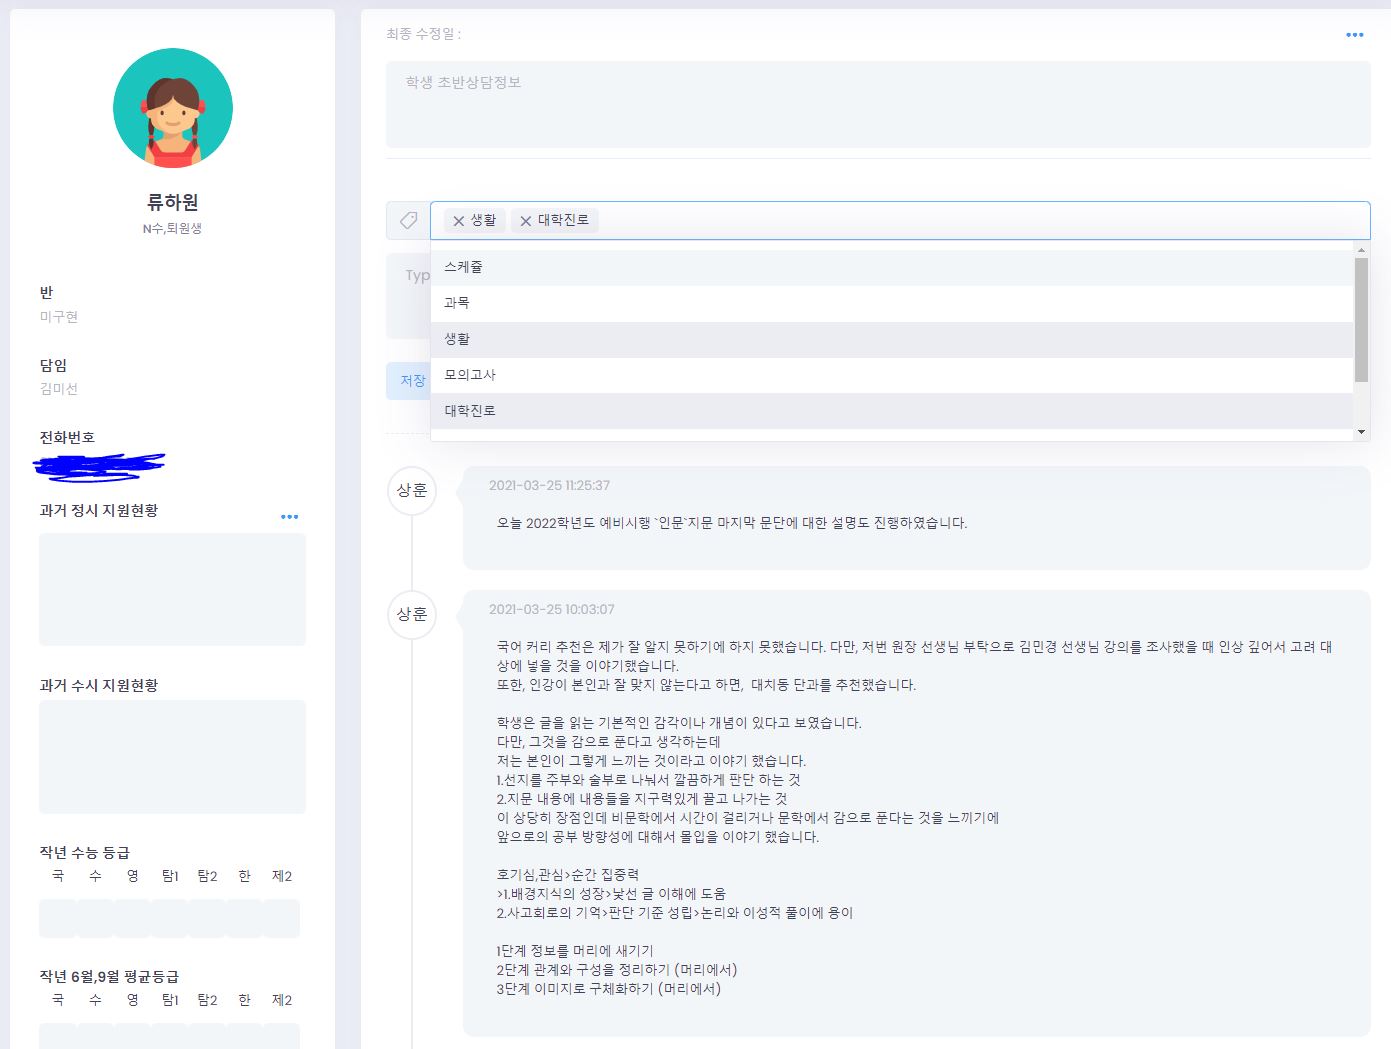 류하원
N수,퇴원생
반
미구현
담임
김미선
전화번호
과거 정시 지원현황
과거 수시 지원현황
작년 수능 등급
국 수 영 탐1 탐2 한 제2
작년 6월,9월 평균등급
국 수 영 탐1 탐2 한 제2
최종 수정일 :
학생 초반상담정보
생활 대학진로
Typ
스케쥴
과목
생활
모의고사
대학진로
저장
상훈
2021-03-25 11:25:37
오늘 2022학년도 예비시행 `인문`지문 마지막 문단에 대한 설명도 진행하였습니다.
상훈
2021-03-25 10:03:07
국어 커리 추천은 제가 잘 알지 못하기에 하지 못했습니다. 다만, 저번 원장 선생님 부탁으로 김민경 선생님 강의를 조사했을 때 인상 깊어서 고려 대
상에 넣을 것을 이야기했습니다.
또한, 인강이 본인과 잘 맞지 않는다고 하면, 대치동 단과를 추천했습니다.
학생은 글을 읽는 기본적인 감각이나 개념이 있다고 보였습니다.
다만, 그것을 감으로 푼다고 생각하는데
저는 본인이 그렇게 느끼는 것이라고 이야기 했습니다.
1.선지를 주부와 술부로 나눠서 깔끔하게 판단 하는 것
2.지문 내용에 내용들을 지구력있게 끌고 나가는 것
이 상당히 장점인데 비문학에서 시간이 걸리거나 문학에서 감으로 푼다는 것을 느끼기에
앞으로의 공부 방향성에 대해서 몰입을 이야기 했습니다.
호기심,관심>순간 집중력
>1.배경지식의 성장>낯선 글 이해에 도움
2.사고회로의 기억>판단 기준 성립>논리와 이성적 풀이에 용이
1단계 정보를 머리에 새기기
2단계 관계와 구성을 정리하기 (머리에서)
3단계 이미지로 구체화하기 (머리에서)